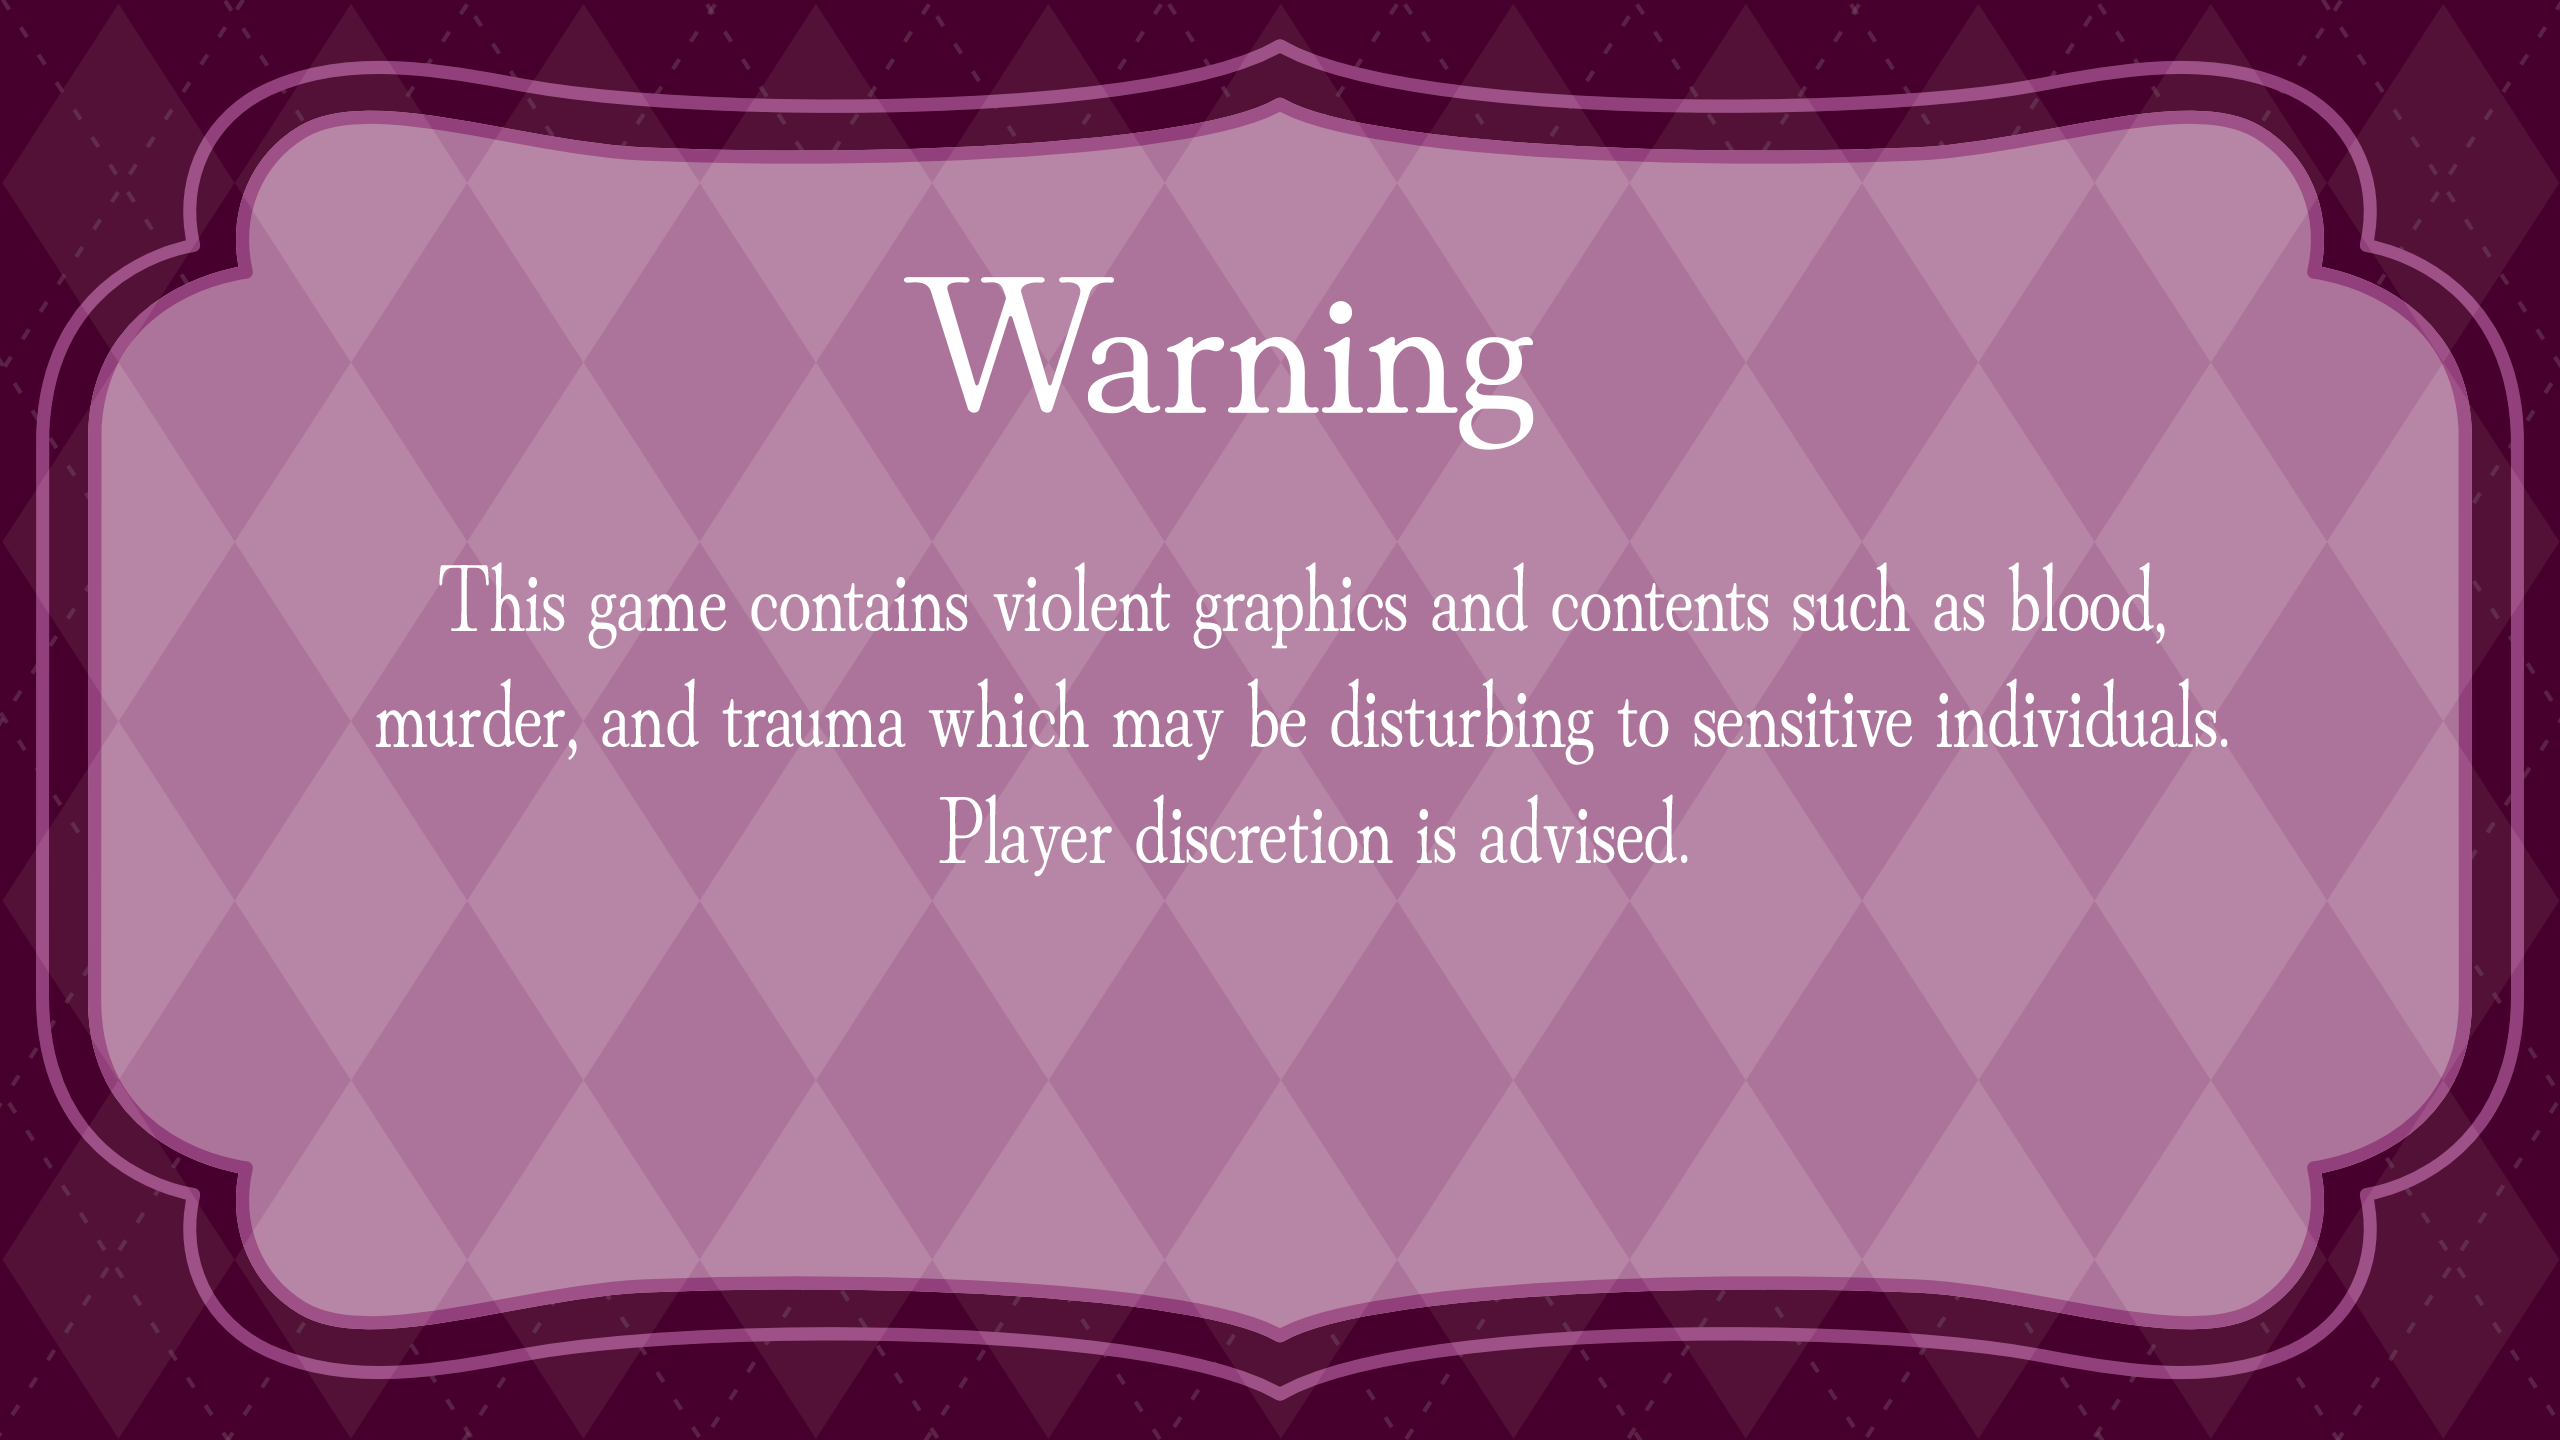 Warning
This game contains violent graphics and contents such as blood,
murder, and trauma which may be disturbing to sensitive individuals.
Player discretion is advised.